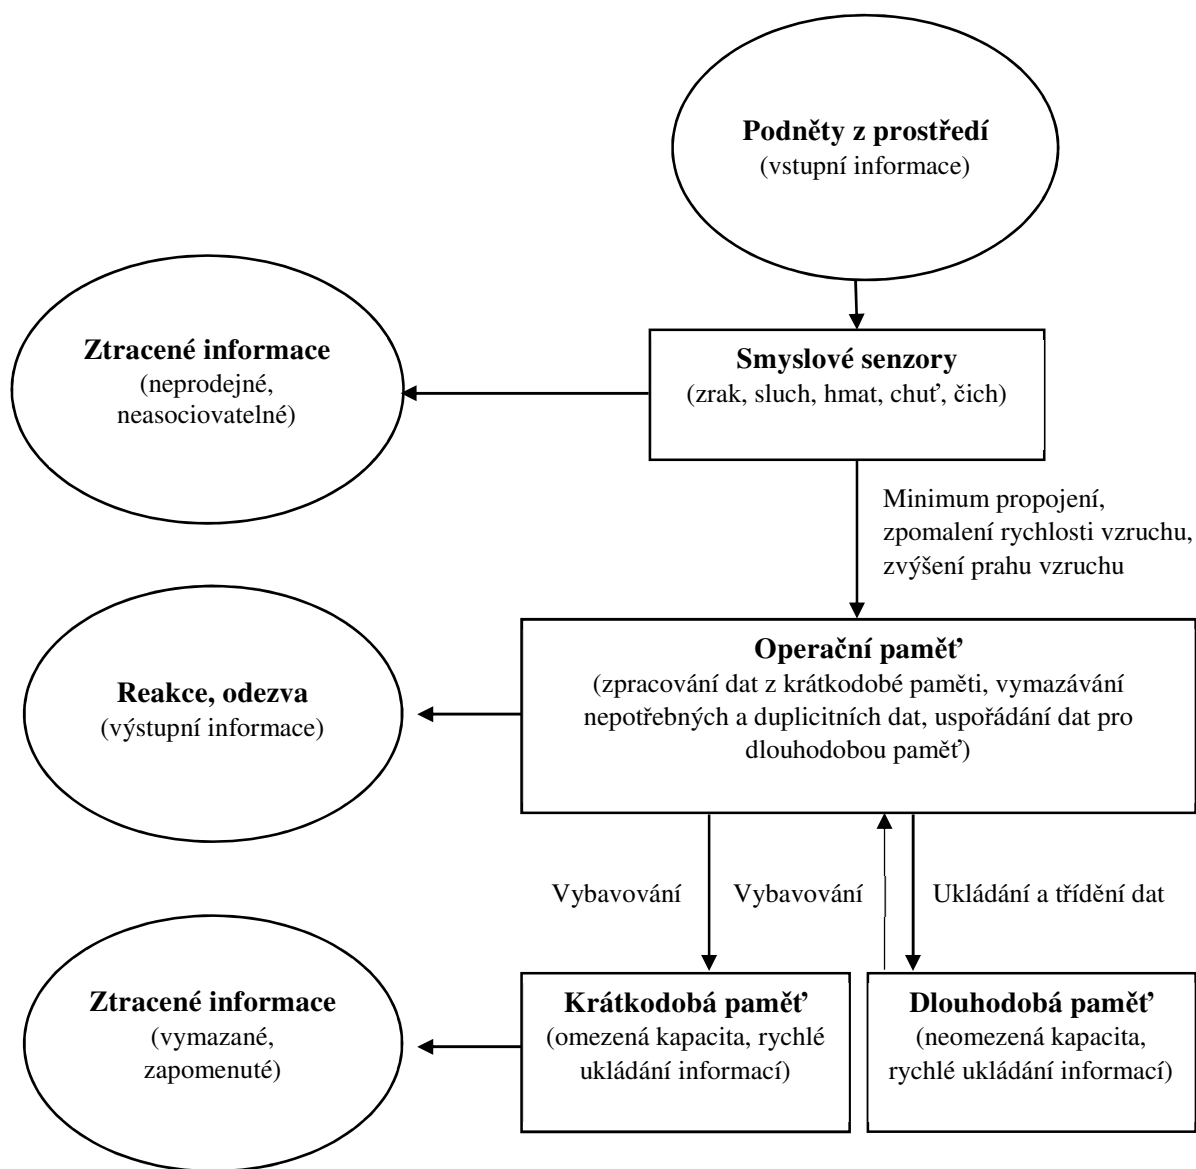 Podněty z prostředí
(vstupní informace)
Ztracené informace
(neprodejné,
neasociovatelné)
Smyslové senzory
(zrak, sluch, hmat, chuť, čich)
Minimum propojení,
zpomalení rychlosti vzruchu,
zvýšení prahu vzruchu
Reakce, odezva
(výstupní informace)
Operační paměť
(zpracování dat z krátkodobé paměti, vymazávání
nepotřebných a duplicitních dat, uspořádání dat pro
dlouhodobou paměť)
Vybavování
Vybavování
Ukládání a třídění dat
Ztracené informace
(vymazané,
zapomenuté)
Krátkodobá paměť
(omezená kapacita, rychlé
ukládání informací)
Dlouhodobá paměť
(neomezená kapacita,
rychlé ukládání informací)